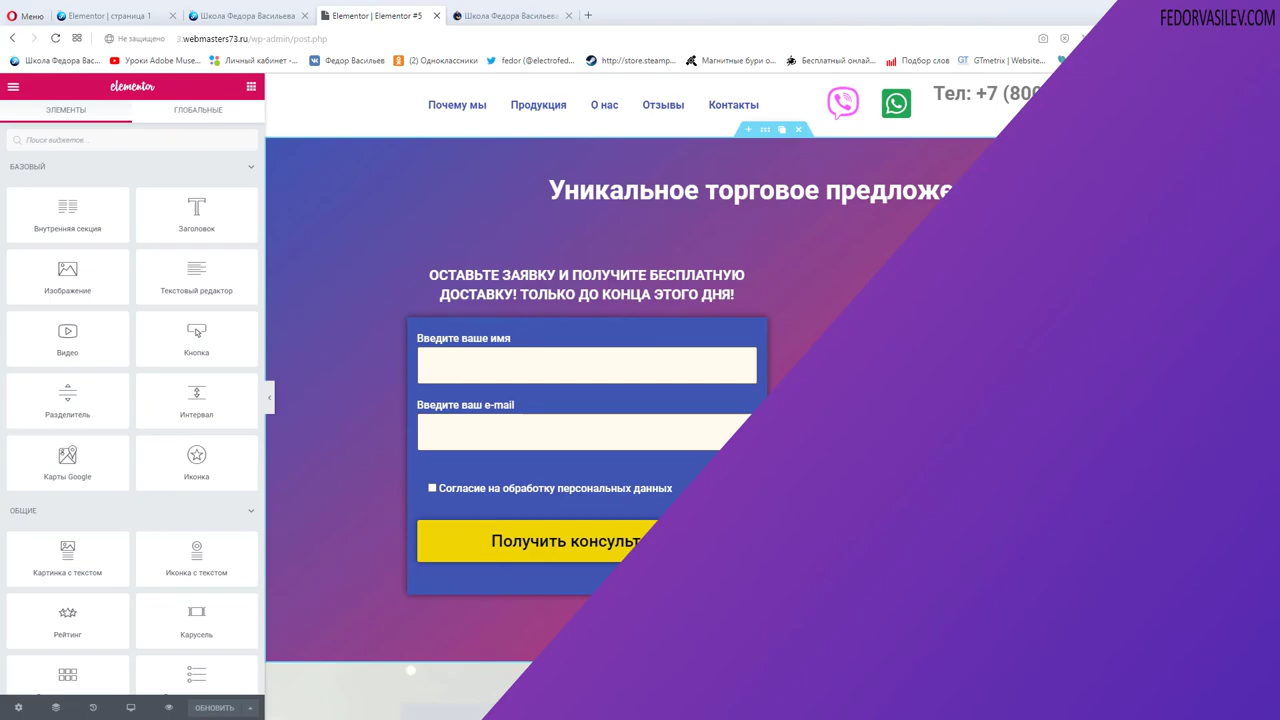 Меню
Elementor | страница 1
Школа Федора Васильева
Elementor | Elementor #5
Школа Федора Васильева
FEDORVASILEV.COM
Не защищено
3.webmasters73.ru/wp-admin/post.php
Школа Федора Васил...
Уроки Adobe Muse...
Личный кабинет -...
Федор Васильев
(2) Одноклассники
fedor (@electrofed...
http://store.steamp...
Магнитные бури о...
Бесплатный онлай...
Подбор слов
GTmetrix | Website...
elementor
ЭЛЕМЕНТЫ
ГЛОБАЛЬНЫЕ
Поиск виджетов...
БАЗОВЫЙ
Внутренняя секция
Заголовок
Изображение
Текстовый редактор
Видео
Кнопка
Разделитель
Интервал
Карты Google
Иконка
ОБЩИЕ
Картинка с текстом
Иконка с текстом
Рейтинг
Карусель
ОБНОВИТЬ
Почему мы
Продукция
О нас
Отзывы
Контакты
Тел: +7 (800
Уникальное торговое предложе
ОСТАВЬТЕ ЗАЯВКУ И ПОЛУЧИТЕ БЕСПЛАТНУЮ
ДОСТАВКУ! ТОЛЬКО ДО КОНЦА ЭТОГО ДНЯ!
Введите ваше имя
Введите ваш e-mail
Согласие на обработку персональных данных
Получить консульт